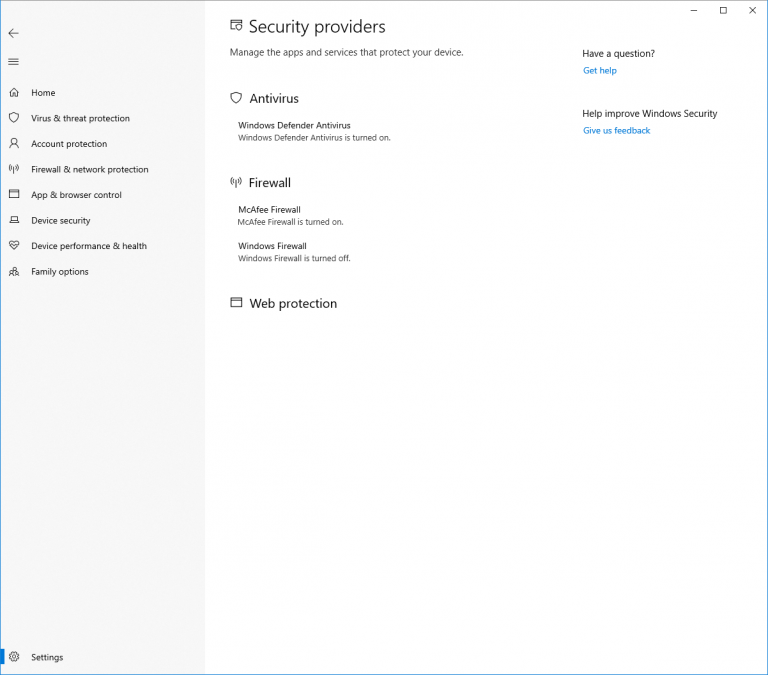 Home
Virus & threat protection
Account protection
Firewall & network protection
App & browser control
Device security
Device performance & health
Family options
Settings
Security providers
Manage the apps and services that protect your device.
Antivirus
Windows Defender Antivirus
Windows Defender Antivirus is turned on.
Firewall
McAfee Firewall
McAfee Firewall is turned on.
Windows Firewall
Windows Firewall is turned off.
Web protection
Have a question?
Get help
Help improve Windows Security
Give us feedback